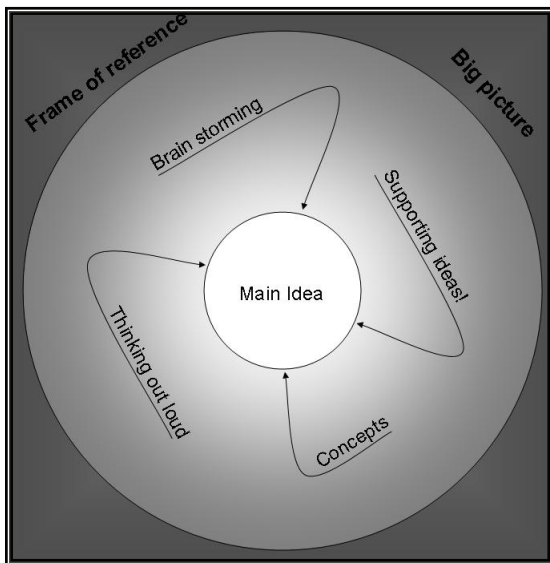 Frame of reference
Big picture
Brain storming
Supporting ideas!
Main Idea
Thinking out loud
Concepts